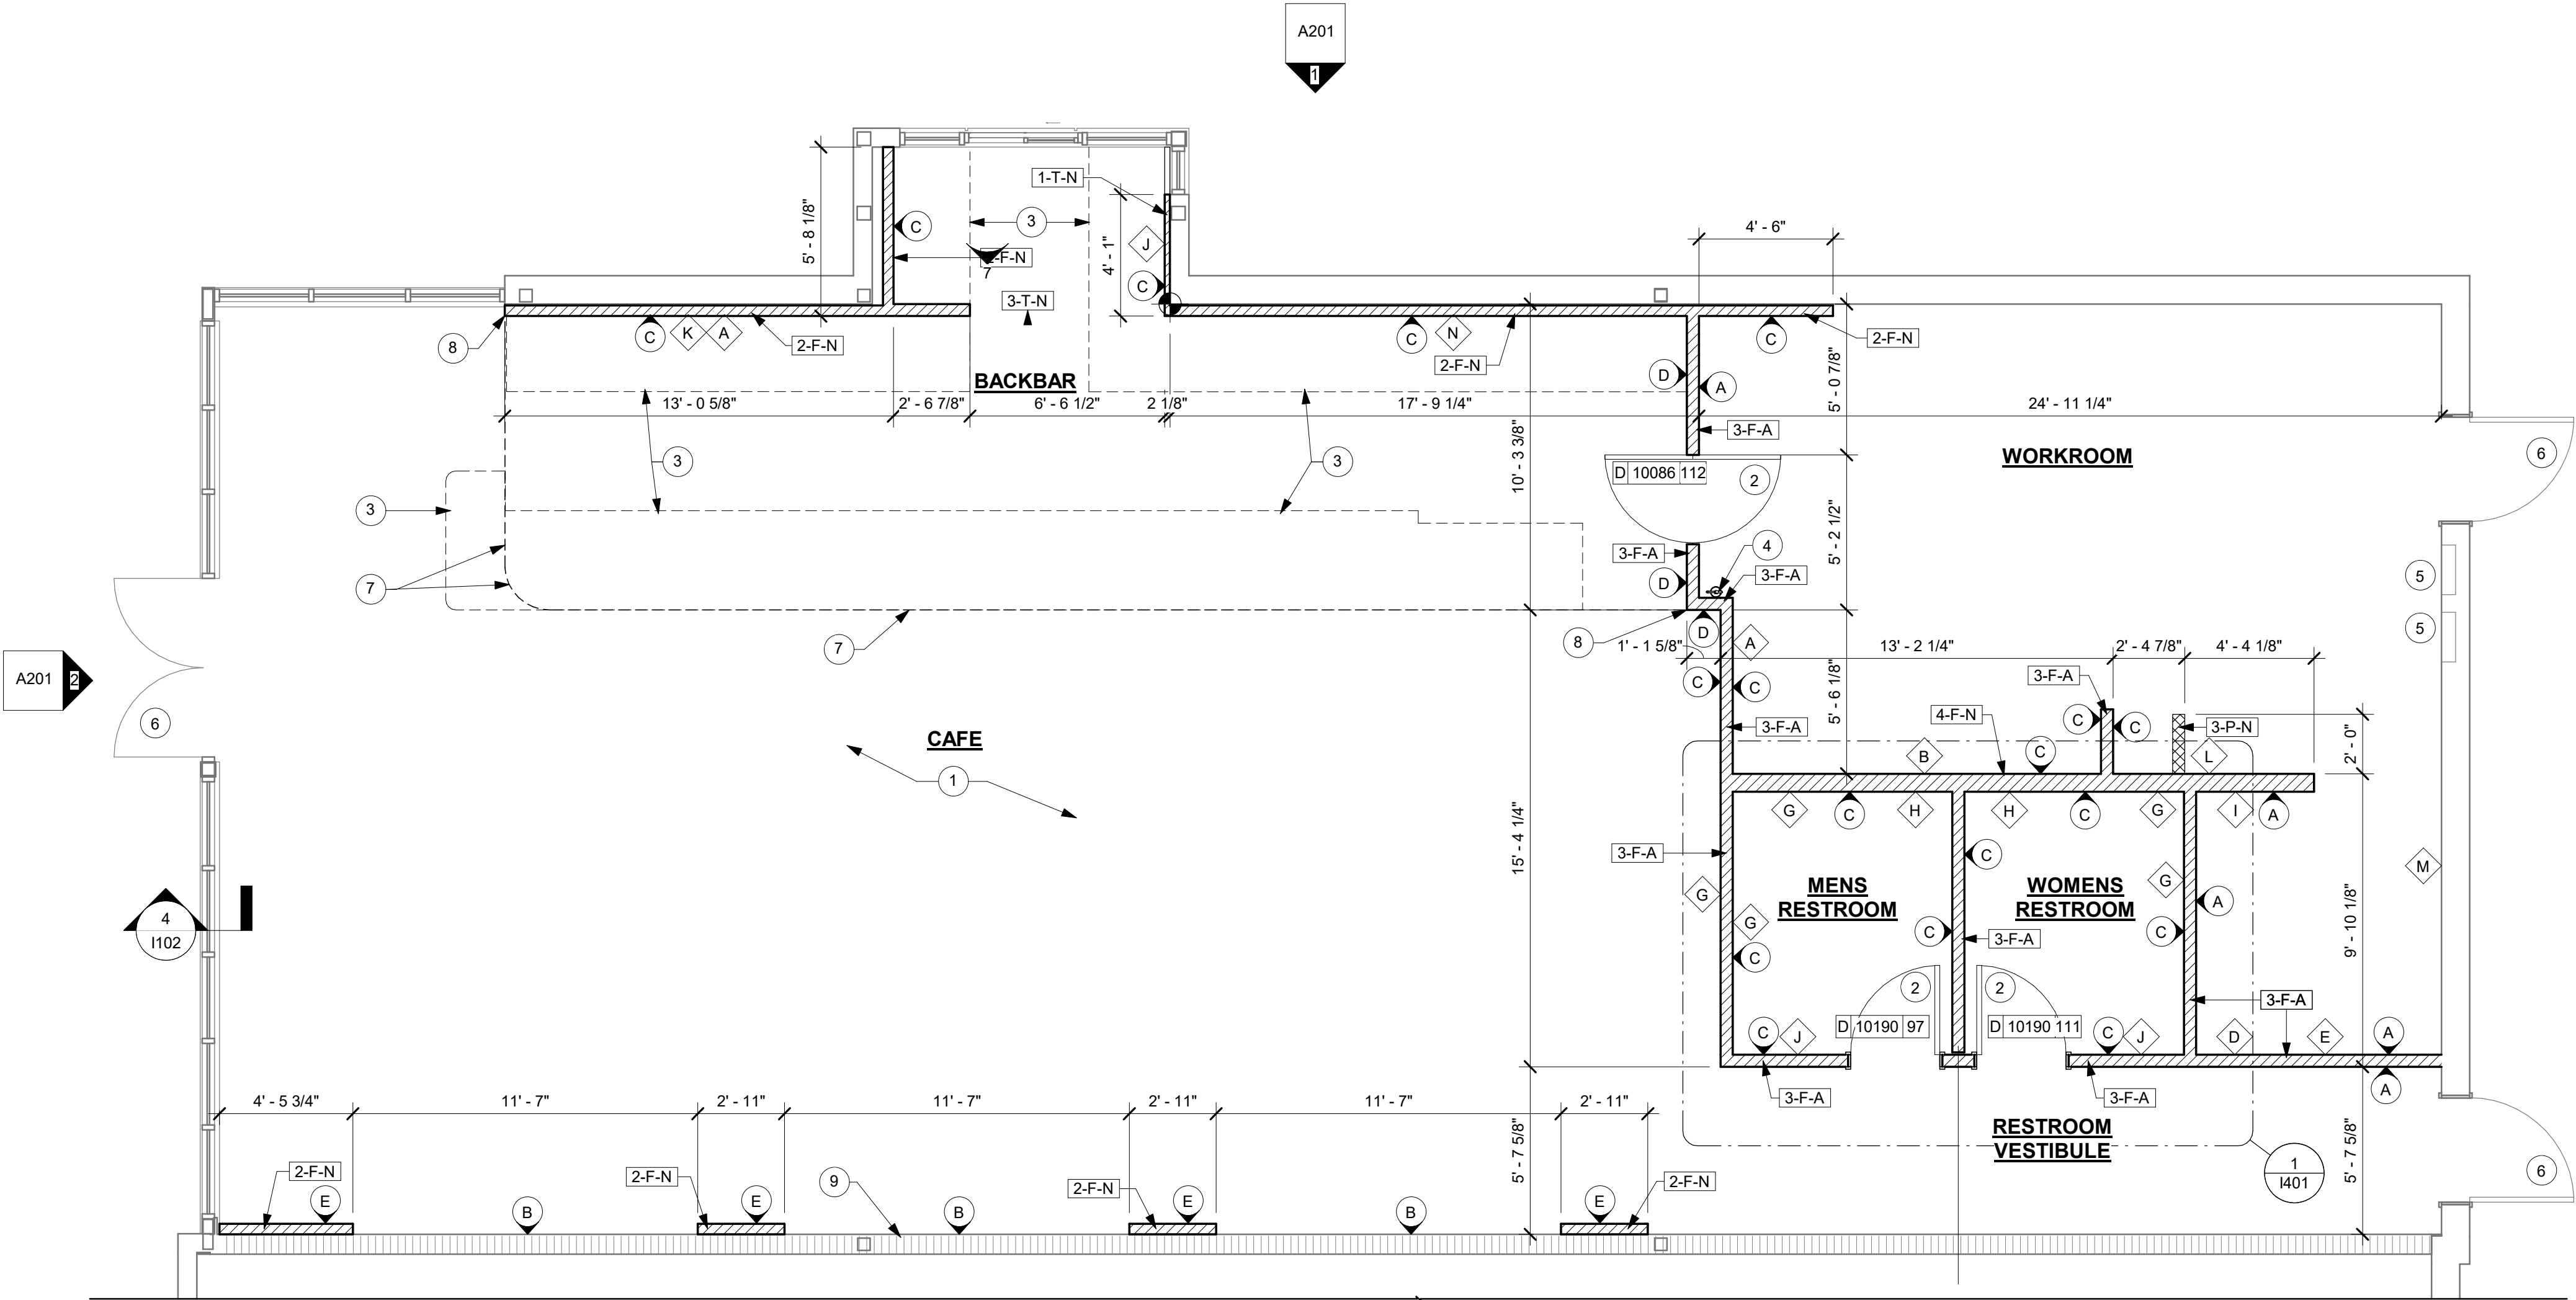 A201
1
1-T-N
5' - 8 1/8"
C
3
J
4' - 1"
4' - 6"
2-F-N
7
C
3-T-N
8
C
K
A
2-F-N
C
N
2-F-N
C
2-F-N
BACKBAR
D
A
5' - 0 7/8"
13' - 0 5/8"
2' - 6 7/8"
6' - 6 1/2"
2 1/8"
17' - 9 1/4"
24' - 11 1/4"
3-F-A
WORKROOM
3
3
10' - 3 3/8"
D 10086 112
2
6
3
5' - 2 1/2"
3-F-A
4
7
D
3-F-A
5
5
7
8
D
1' - 1 5/8"
A
13' - 2 1/4"
2' - 4 7/8"
4' - 4 1/8"
A201
2
C
C
5' - 6 1/8"
3-F-A
6
CAFE
3-F-A
4-F-N
C
C
3-P-N
2' - 0"
B
C
L
1
G
C
H
H
C
G
I
A
15' - 4 1/4"
3-F-A
C
M
MENS
RESTROOM
WOMENS
RESTROOM
G
G
G
A
4
I102
C
3-F-A
C
9' - 10 1/8"
C
2
2
3-F-A
D 10190 97
D 10190 111
C
J
C
J
D
E
A
4' - 5 3/4"
11' - 7"
2' - 11"
11' - 7"
2' - 11"
11' - 7"
2' - 11"
3-F-A
3-F-A
A
RESTROOM
VESTIBULE
5' - 7 5/8"
5' - 7 5/8"
1
I401
6
2-F-N
2-F-N
9
2-F-N
2-F-N
E
B
E
B
E
B
E